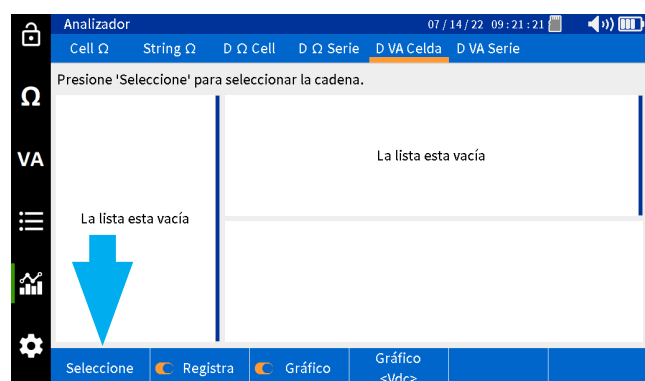 Analizador 07/14/22 09:21:21
Cell Ω String Ω D Ω Cell D Ω Serie D VA Celda D VA Serie
Presione 'Seleccione' para seleccionar la cadena.
Ω
VA
La lista esta vacía
La lista esta vacía
Seleccione Registra Gráfico Gráfico
<Vdc>